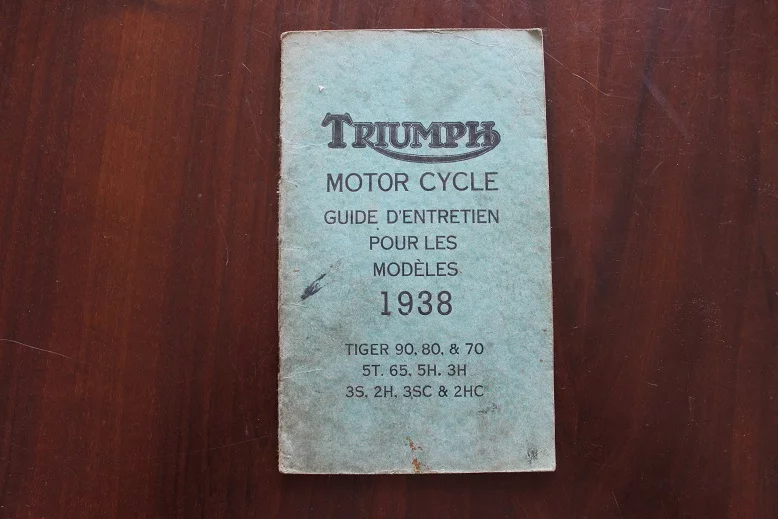 TRIUMPH
MOTOR CYCLE
GUIDE D'ENTRETIEN
POUR LES
MODÈLES
1938
TIGER 90, 80, & 70
5T. 65, 5H. 3H
3S, 2H, 3SC & 2HC